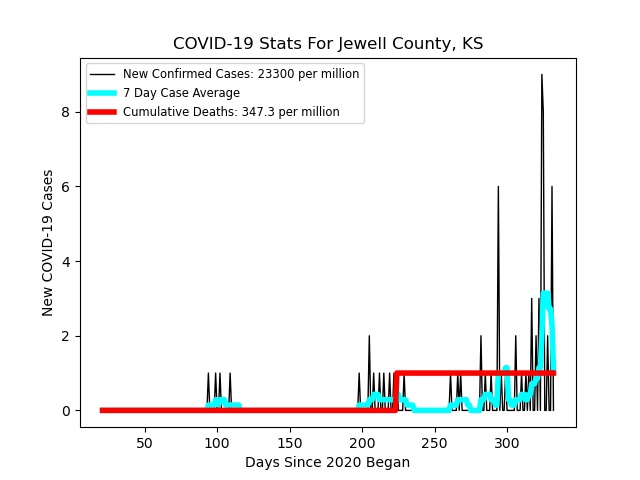 COVID-19 Stats For Jewell County, KS
New Confirmed Cases: 23300 per million
7 Day Case Average
Cumulative Deaths: 347.3 per million
New COVID-19 Cases
8
6
4
2
0
50 100 150 200 250 300
Days Since 2020 Began